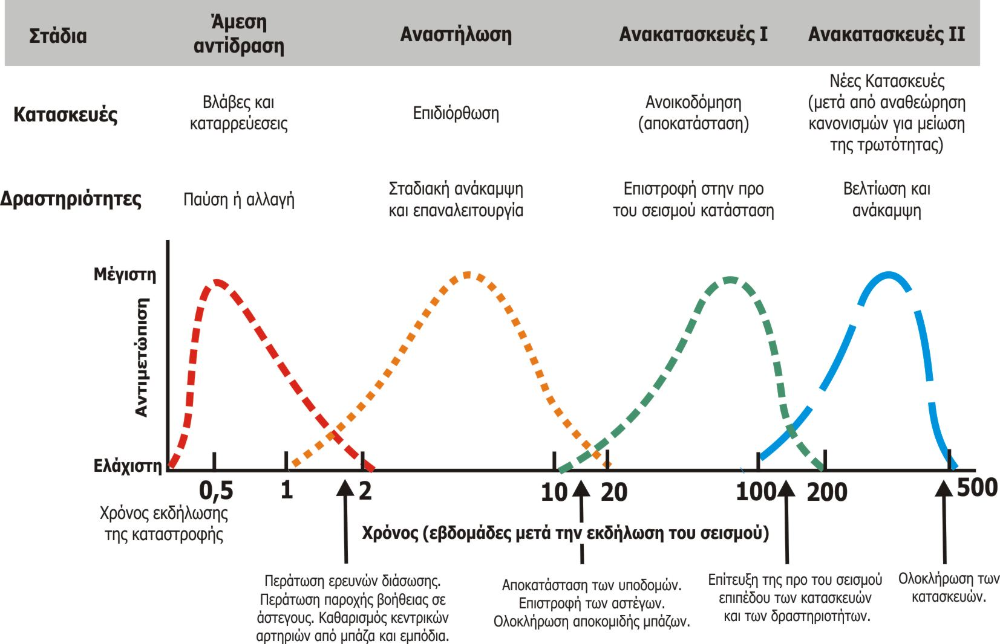 Στάδια
Άμεση
αντίδραση
Αναστήλωση
Ανακατασκευές Ι
Ανακατασκευές ΙΙ
Κατασκευές
Βλάβες και
καταρρεύεσεις
Επιδιόρθωση
Ανοικοδόμηση
(αποκατάσταση)
Νέες Κατασκευές
(μετά από αναθεώρηση
κανονισμών για μείωση
της τρωτότητας)
Δραστηριότητες
Παύση ή αλλαγή
Σταδιακή ανάκαμψη
και επαναλειτουργία
Επιστροφή στην προ
του σεισμού κατάσταση
Βελτίωση και
ανάκαμψη
Μέγιστη
Αντιμετώπιση
Ελάχιστη
0,5
1
2
10
20
100
200
500
Χρόνος εκδήλωσης
της καταστροφής
Χρόνος (εβδομάδες μετά την εκδήλωση του σεισμού)
Περάτωση ερευνών διάσωσης.
Περάτωση παροχής βοήθειας σε
άστεγους. Καθαρισμός κεντρικών
αρτηριών από μπάζα και εμπόδια.
Αποκατάσταση των υποδομών.
Επιστροφή των αστέγων.
Ολοκλήρωση αποκομιδής μπάζων.
Επίτευξη της προ του σεισμού
επιπέδου των κατασκευών
και των δραστηριοτήτων.
Ολοκλήρωση των
κατασκευών.